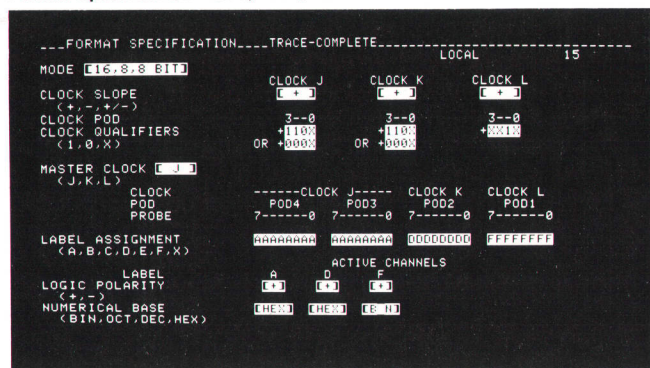 ___FORMAT SPECIFICATION____TRACE-COMPLETE___________________________
LOCAL 15
MODE [16,8,8 BIT]
CLOCK J CLOCK K CLOCK L
CLOCK SLOPE [ + ] [ + ] [ + ]
(+,-,+/-)
CLOCK POD 3--0 3--0 3--0
CLOCK QUALIFIERS +110X +110X +XX1X
(1,0,X) OR +000X OR +000X
MASTER CLOCK [ J ]
(J,K,L)
CLOCK ------CLOCK J----- CLOCK K CLOCK L
POD POD4 POD3 POD2 POD1
PROBE 7------0 7------0 7------0 7------0
LABEL ASSIGNMENT AAAAAAAA AAAAAAAA DDDDDDDD FFFFFFFF
(A,B,C,D,E,F,X)
ACTIVE CHANNELS
LABEL A D F
LOGIC POLARITY [+] [+] [+]
(+,-)
NUMERICAL BASE [HEX] [HEX] [BIN]
(BIN,OCT,DEC,HEX)